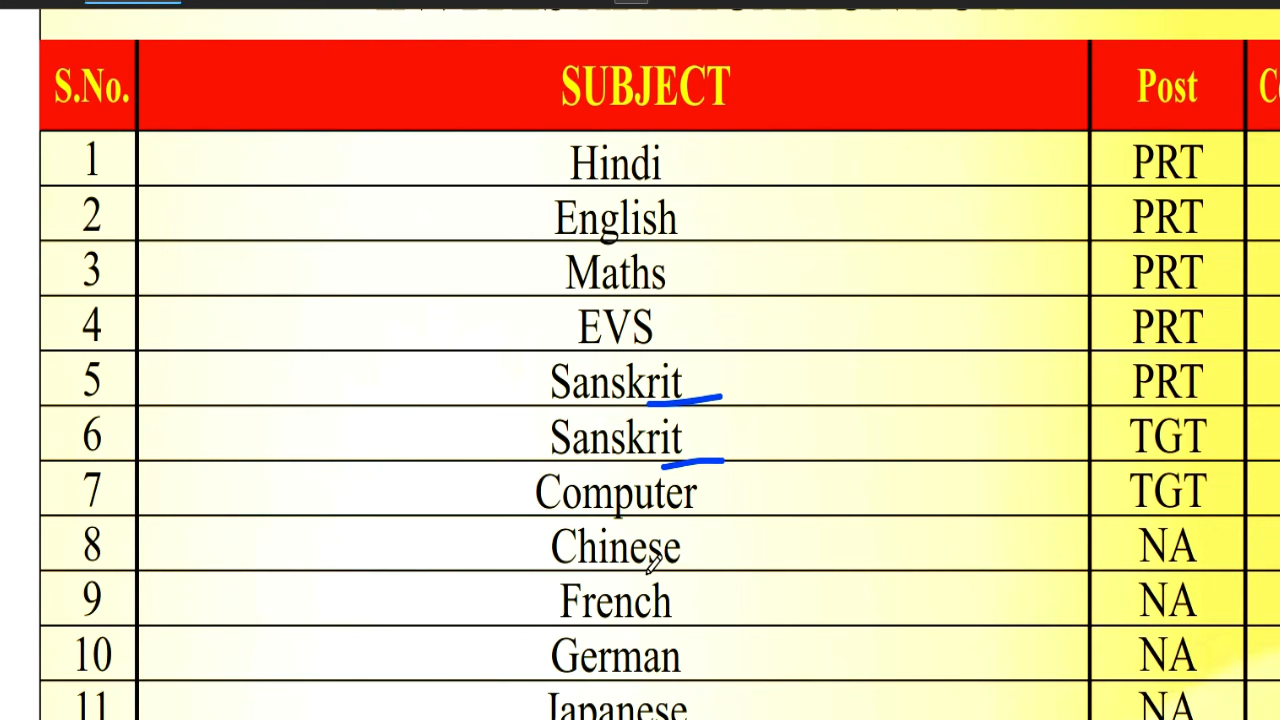 S.No. SUBJECT Post
1 Hindi PRT
2 English PRT
3 Maths PRT
4 EVS PRT
5 Sanskrit PRT
6 Sanskrit TGT
7 Computer TGT
8 Chinese NA
9 French NA
10 German NA
11 Japanese NA